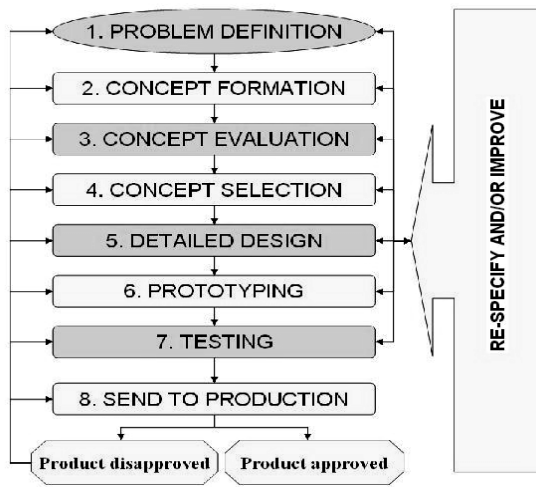 1. PROBLEM DEFINITION
2. CONCEPT FORMATION
3. CONCEPT EVALUATION
4. CONCEPT SELECTION
5. DETAILED DESIGN
6. PROTOTYPING
7. TESTING
8. SEND TO PRODUCTION
Product disapproved
Product approved
RE-SPECIFY AND/OR IMPROVE